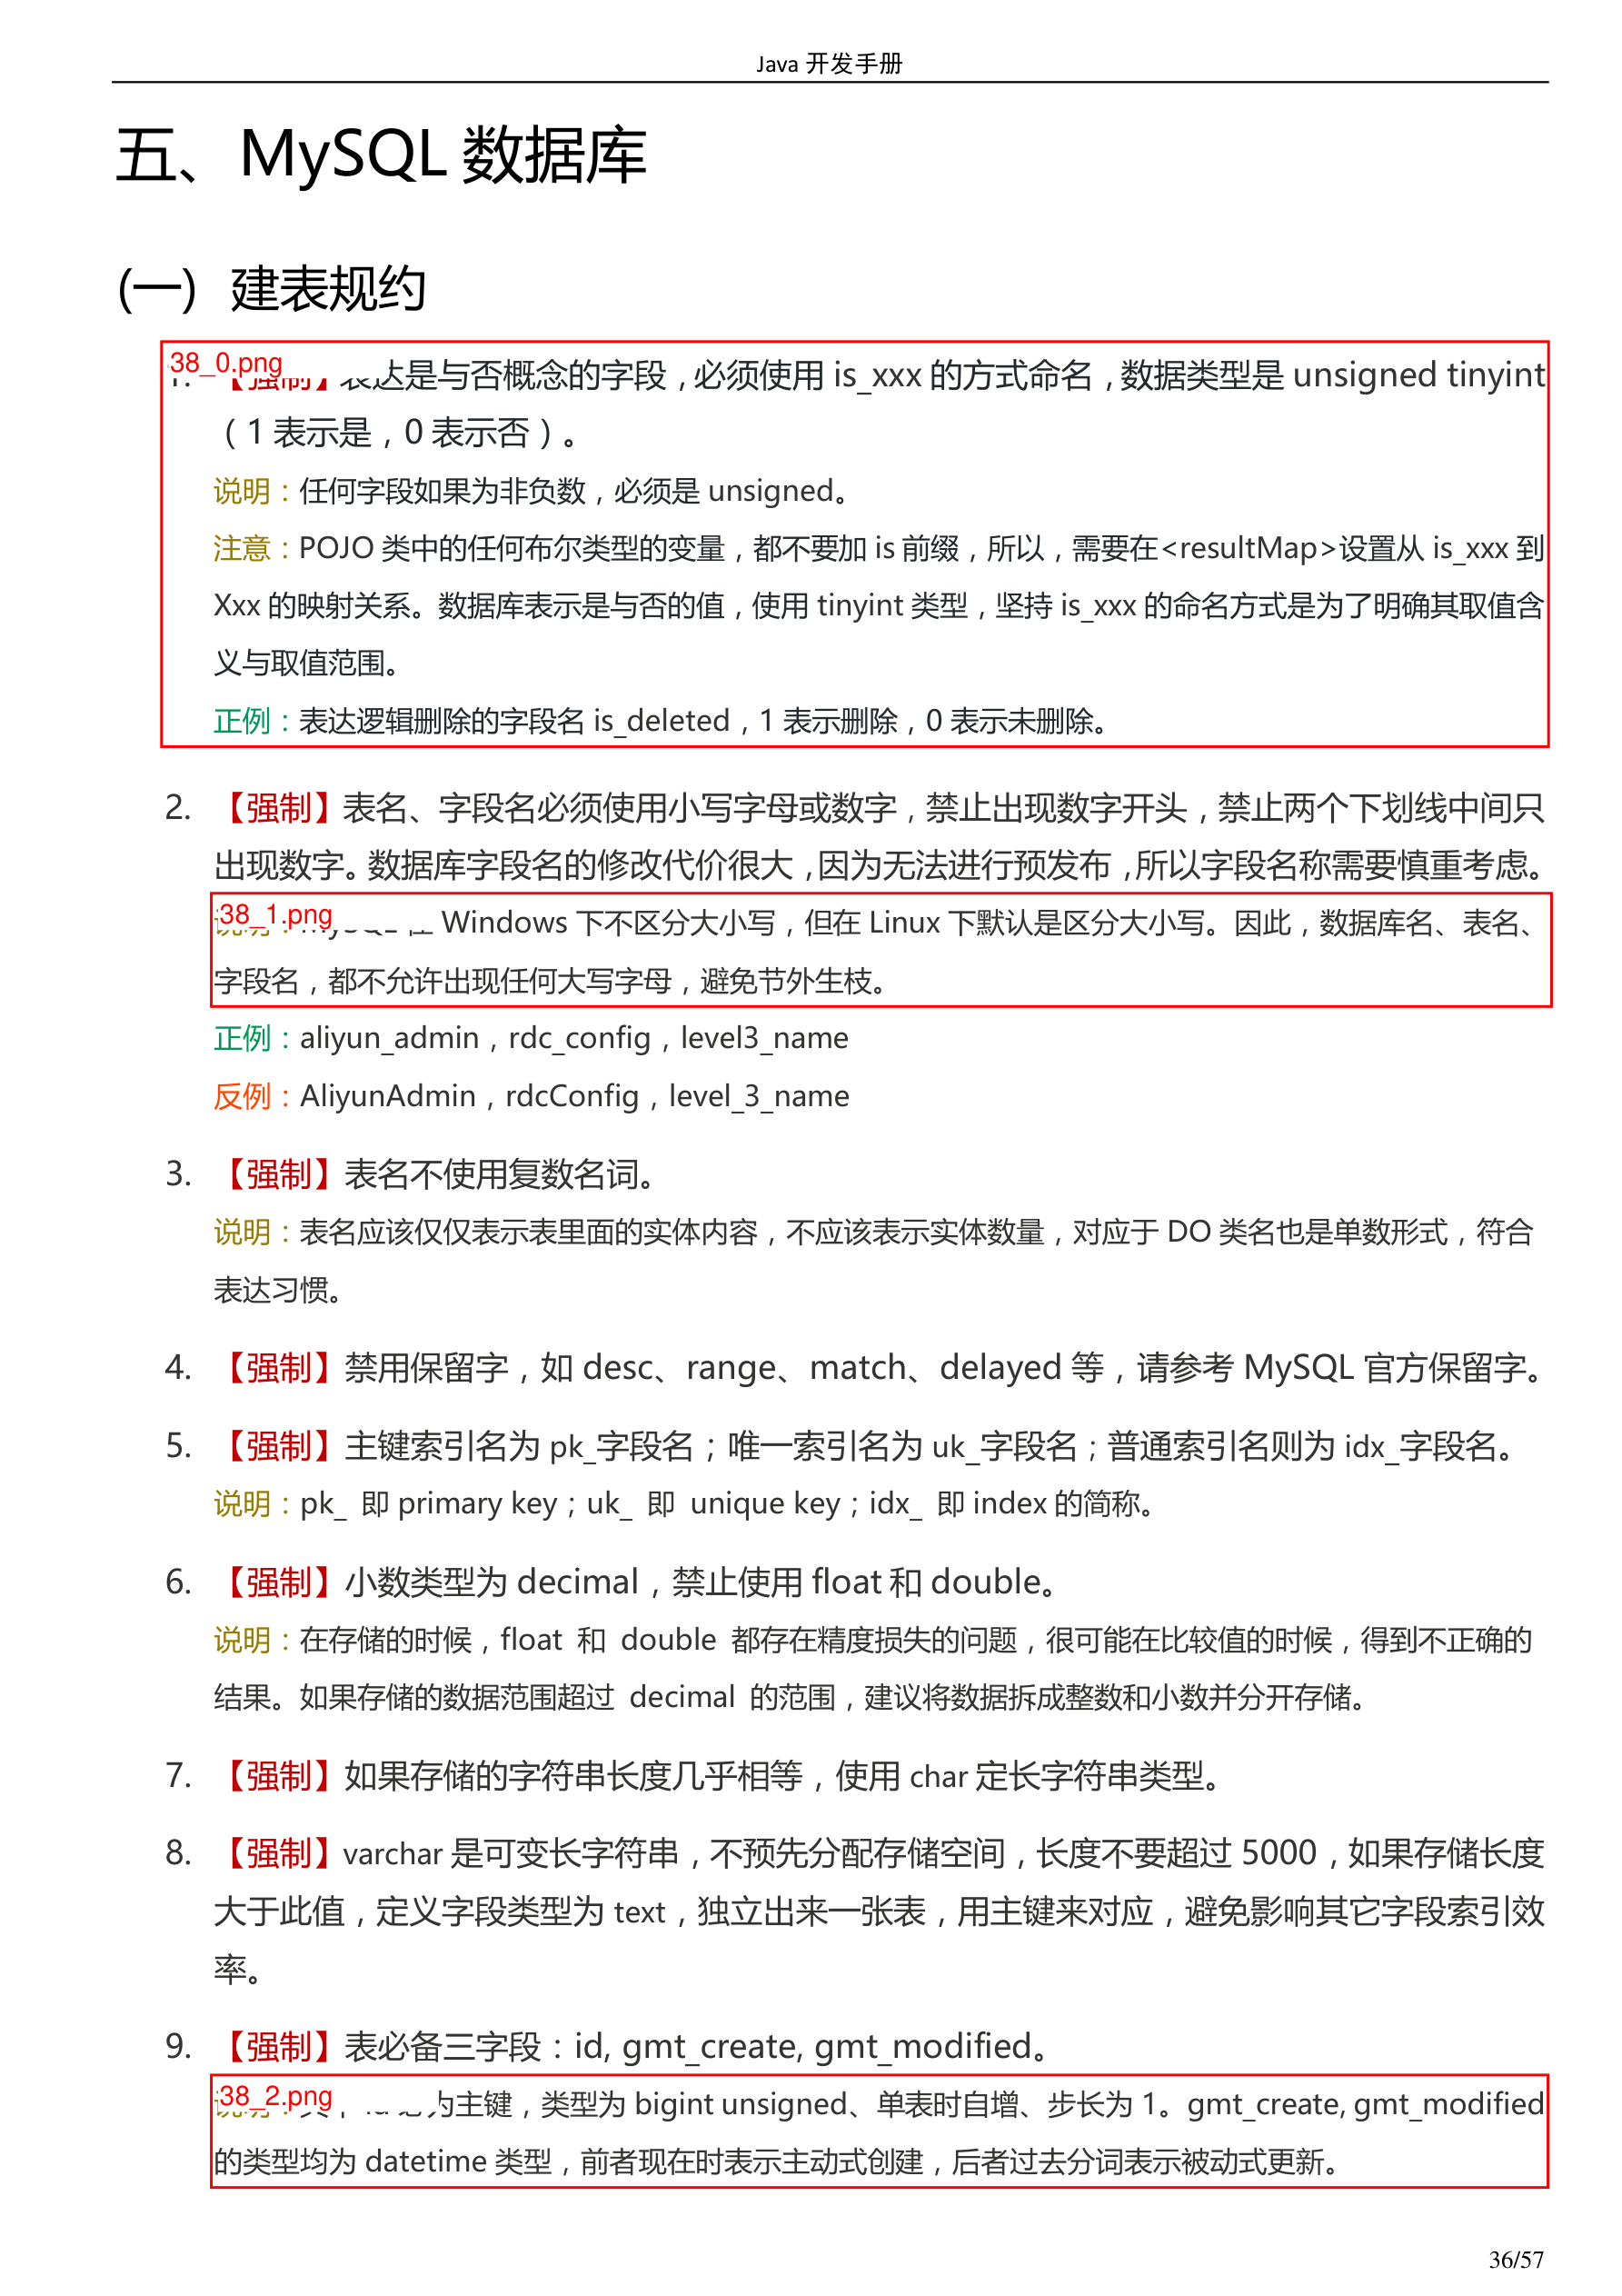 Java 开发手册
五、MySQL 数据库
(一) 建表规约
38_0.png
1. 【强制】表达是与否概念的字段，必须使用 is_xxx 的方式命名，数据类型是 unsigned tinyint
（1 表示是，0 表示否）。
说明：任何字段如果为非负数，必须是 unsigned。
注意：POJO 类中的任何布尔类型的变量，都不要加 is 前缀，所以，需要在<resultMap>设置从 is_xxx 到
Xxx 的映射关系。数据库表示是与否的值，使用 tinyint 类型，坚持 is_xxx 的命名方式是为了明确其取值含
义与取值范围。
正例：表达逻辑删除的字段名 is_deleted，1 表示删除，0 表示未删除。
2. 【强制】表名、字段名必须使用小写字母或数字，禁止出现数字开头，禁止两个下划线中间只
出现数字。数据库字段名的修改代价很大，因为无法进行预发布，所以字段名称需要慎重考虑。
38_1.png
说明：MySQL 在 Windows 下不区分大小写，但在 Linux 下默认是区分大小写。因此，数据库名、表名、
字段名，都不允许出现任何大写字母，避免节外生枝。
正例：aliyun_admin，rdc_config，level3_name
反例：AliyunAdmin，rdcConfig，level_3_name
3. 【强制】表名不使用复数名词。
说明：表名应该仅仅表示表里面的实体内容，不应该表示实体数量，对应于 DO 类名也是单数形式，符合
表达习惯。
4. 【强制】禁用保留字，如 desc、range、match、delayed 等，请参考 MySQL 官方保留字。
5. 【强制】主键索引名为 pk_字段名；唯一索引名为 uk_字段名；普通索引名则为 idx_字段名。
说明：pk_ 即 primary key；uk_ 即 unique key；idx_ 即 index 的简称。
6. 【强制】小数类型为 decimal，禁止使用 float 和 double。
说明：在存储的时候，float 和 double 都存在精度损失的问题，很可能在比较值的时候，得到不正确的
结果。如果存储的数据范围超过 decimal 的范围，建议将数据拆成整数和小数并分开存储。
7. 【强制】如果存储的字符串长度几乎相等，使用 char 定长字符串类型。
8. 【强制】varchar 是可变长字符串，不预先分配存储空间，长度不要超过 5000，如果存储长度
大于此值，定义字段类型为 text，独立出来一张表，用主键来对应，避免影响其它字段索引效
率。
9. 【强制】表必备三字段：id, gmt_create, gmt_modified。
38_2.png
说明：为主键，类型为 bigint unsigned、单表时自增、步长为 1。gmt_create, gmt_modified
的类型均为 datetime 类型，前者现在时表示主动式创建，后者过去分词表示被动式更新。
36/57